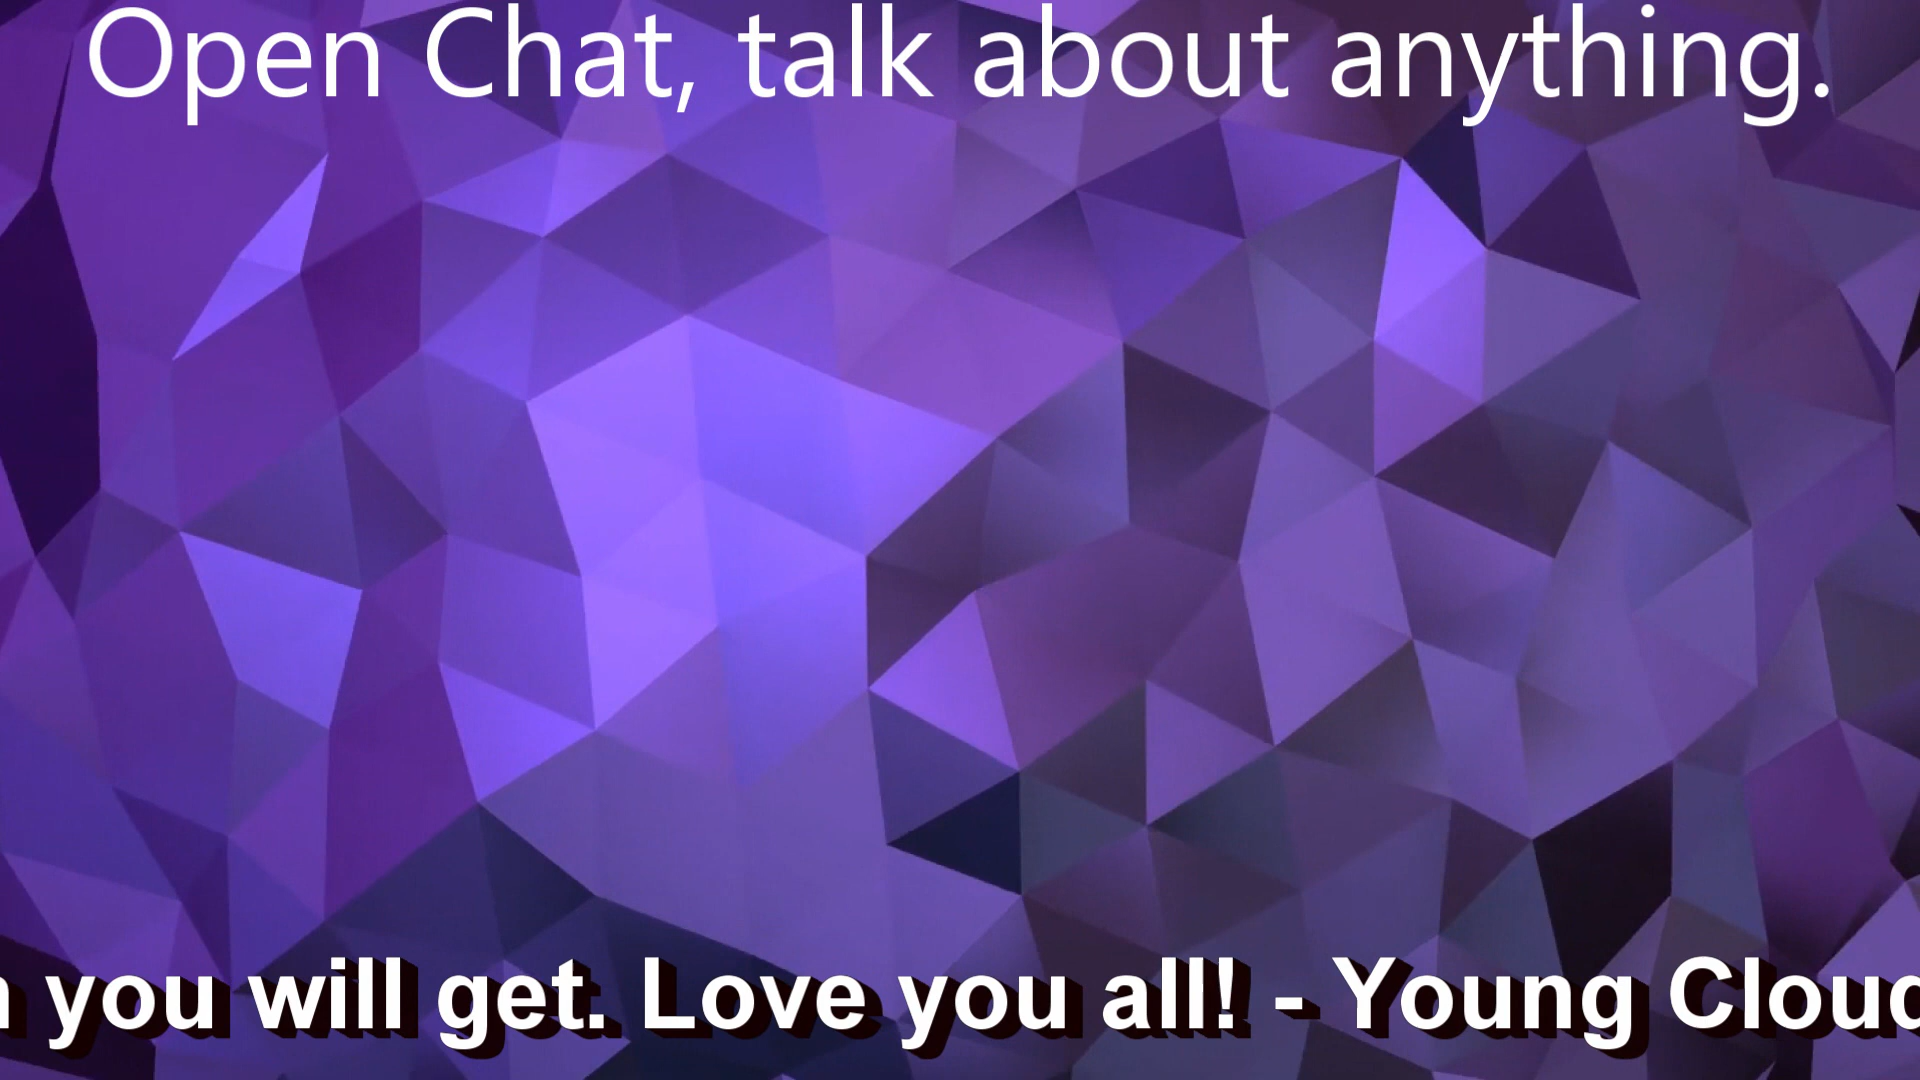 Open Chat, talk about anything.
you will get. Love you all! - Young Cloud